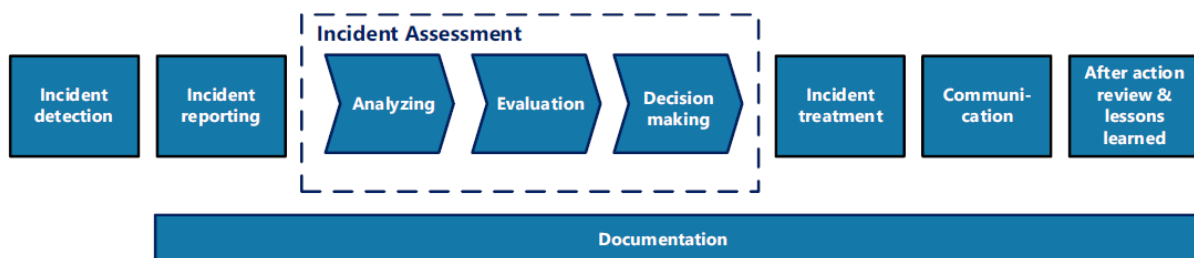 Incident Assessment
Incident
detection
Incident
reporting
Analyzing
Evaluation
Decision
making
Incident
treatment
Communi-
cation
After action
review &
lessons
learned
Documentation